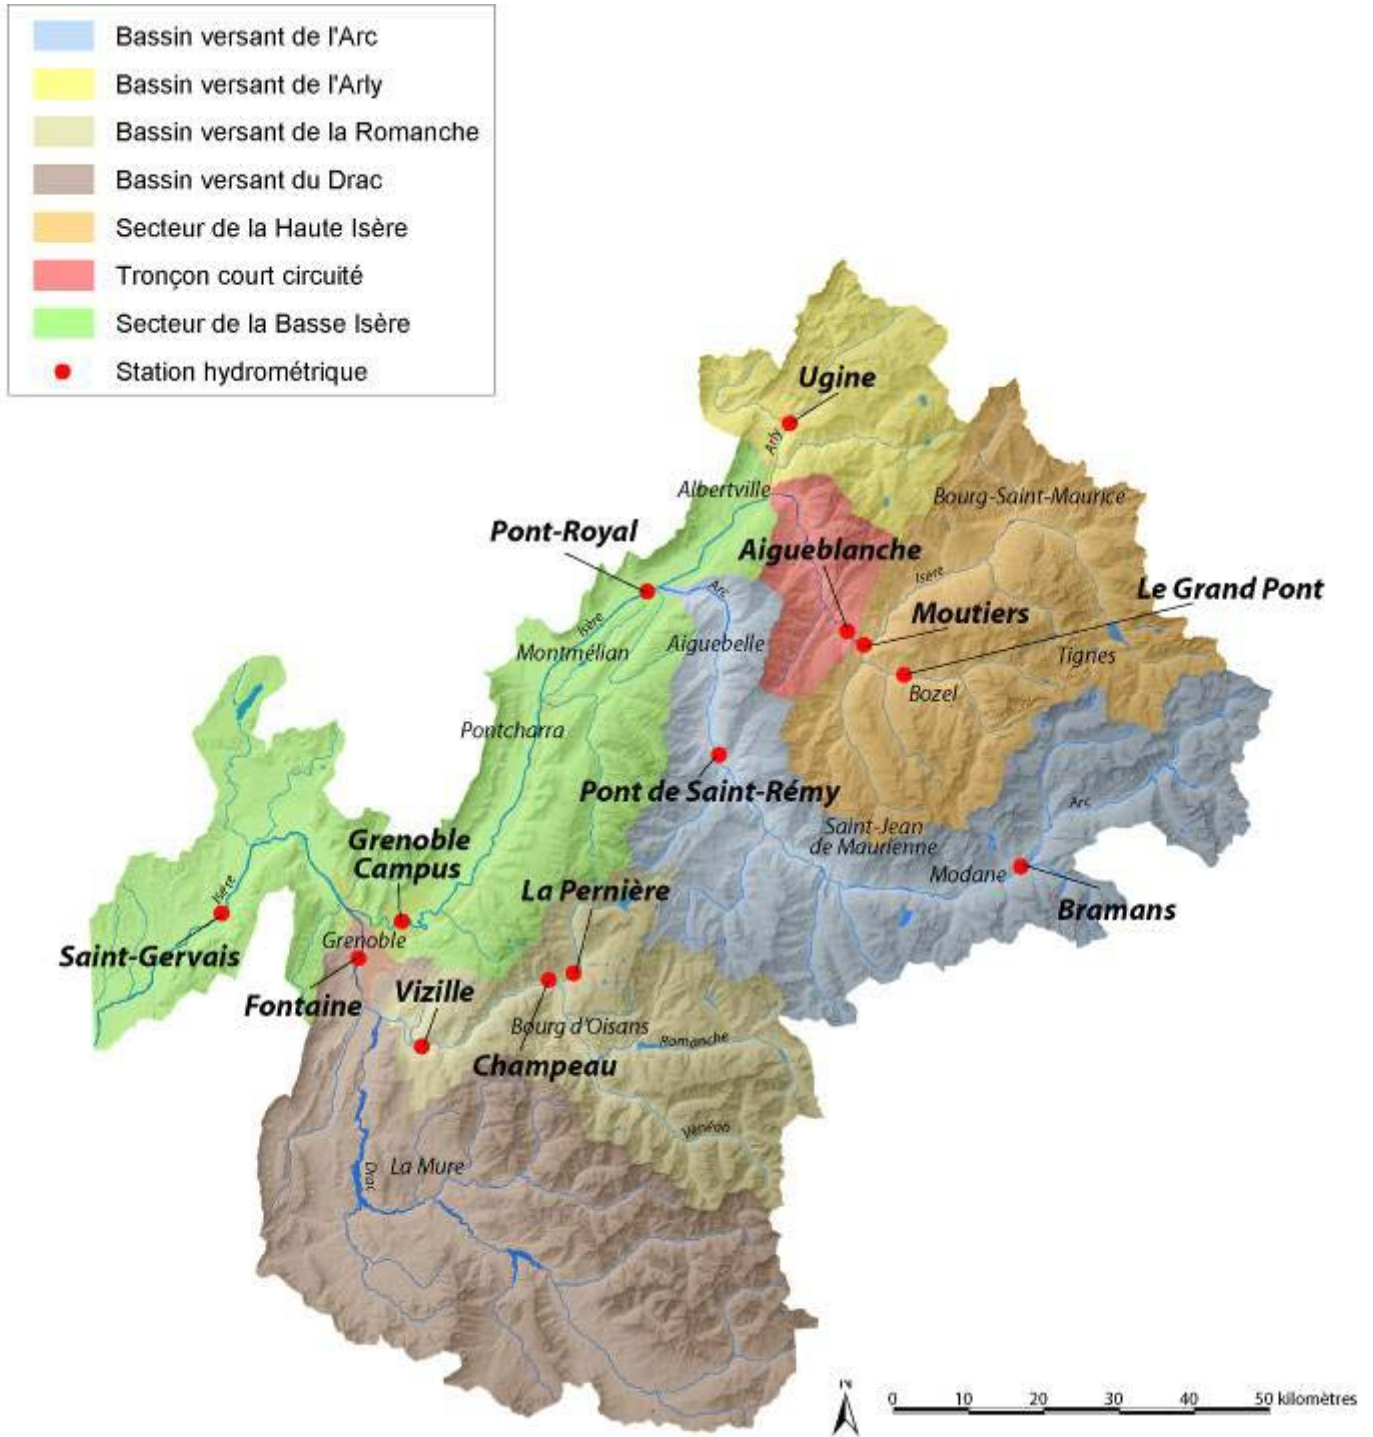 Bassin versant de l'Arc
Bassin versant de l'Arly
Bassin versant de la Romanche
Bassin versant du Drac
Secteur de la Haute Isère
Tronçon court circuité
Secteur de la Basse Isère
Station hydrométrique
Ugine
Arly
Albertville
Bourg-Saint-Maurice
Pont-Royal
Aigueblanche
Isère
Le Grand Pont
Arc
Moutiers
Isère
Aiguebelle
Montmélian
Tignes
Bozel
Pontcharra
Pont de Saint-Rémy
Arc
Saint-Jean
de Maurienne
Grenoble
Campus
Modane
La Pernière
Isère
Bramans
Grenoble
Saint-Gervais
Vizille
Fontaine
Bourg d'Oisans
Romanche
Champeau
Vénéon
La Mure
Drac
N
0 10 20 30 40 50 kilomètres